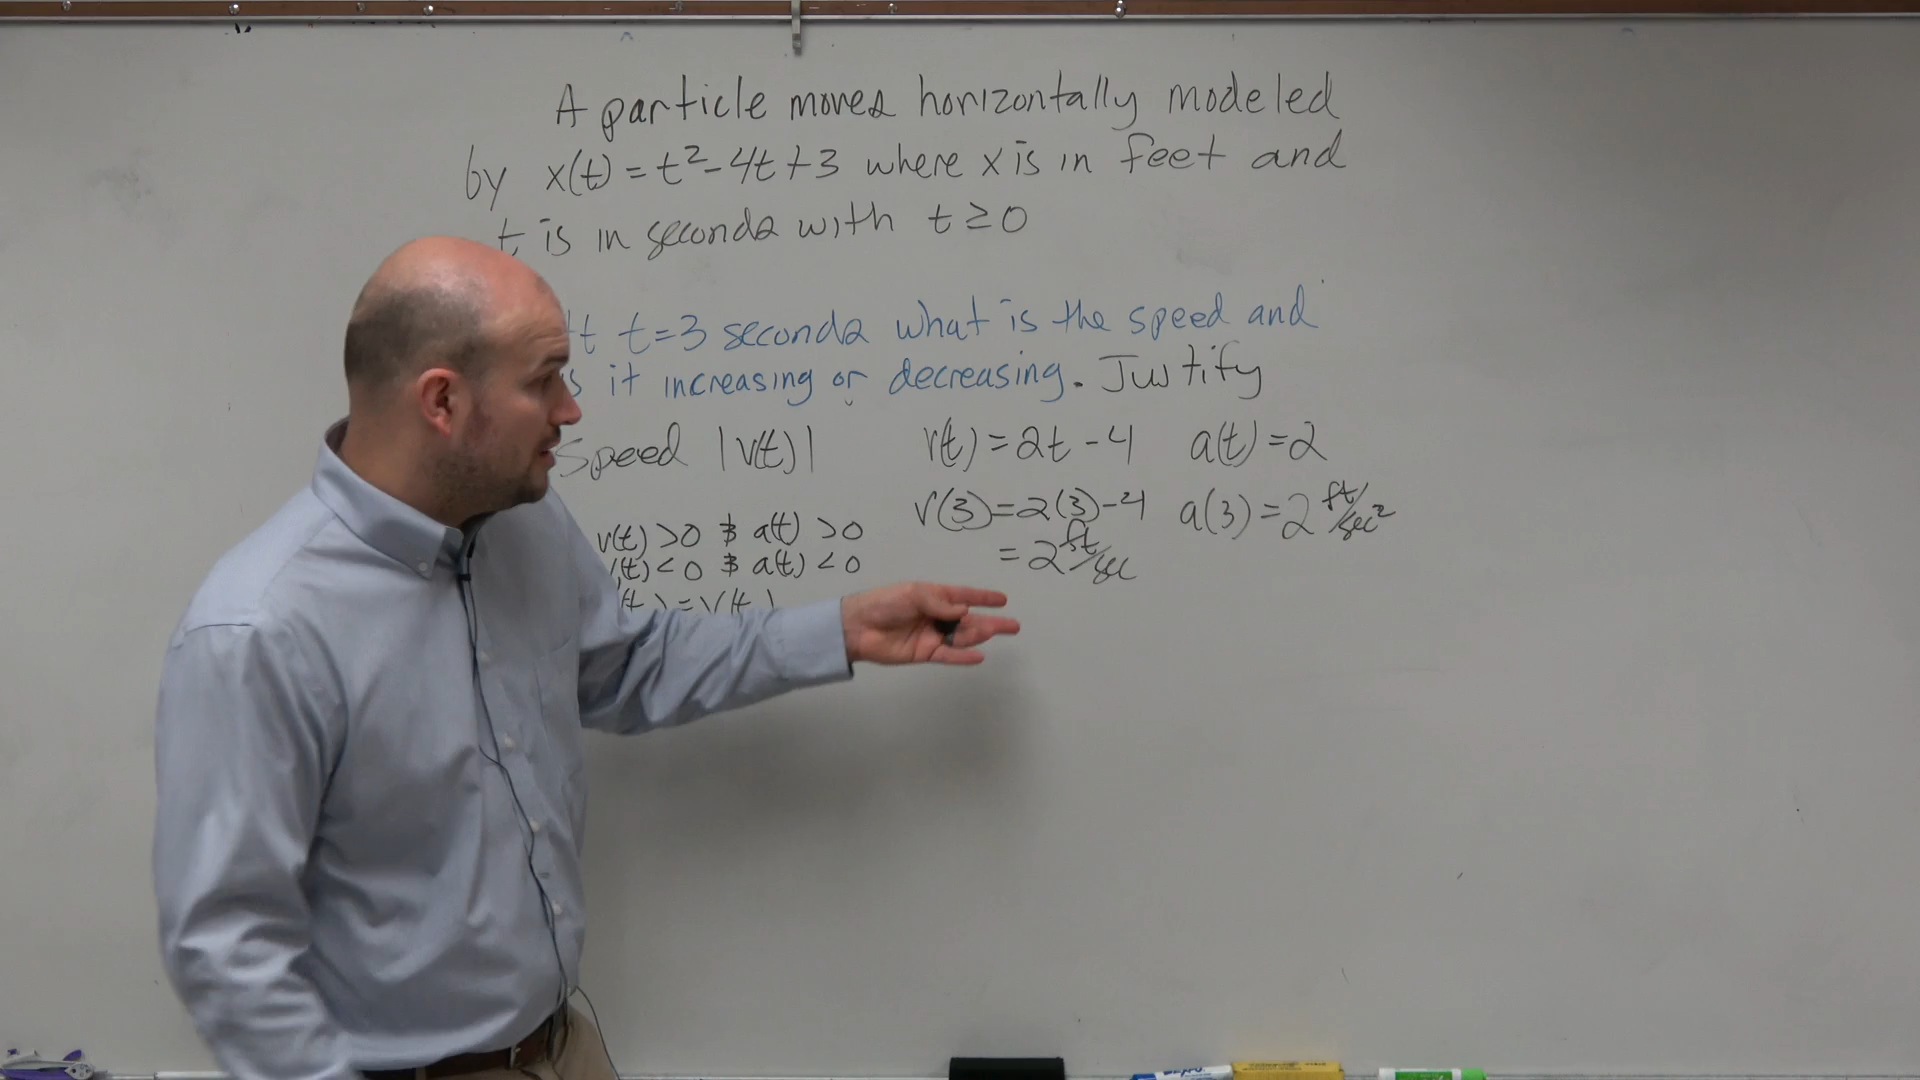 A particle moves horizontally modeled
by x(t) = t²-4t+3 where x is in feet and
t is in seconds with t ≥ 0
t=3 seconds what is the speed and
it increasing or decreasing. Justify
Speed |v(t)|
v(t) = 2t - 4
a(t) = 2
v(3) = 2(3)-4
a(3) = 2 ft/sec²
= 2 ft/sec
v(t) >0 & a(t) >0
(t) <0 & a(t) <0
EXPO